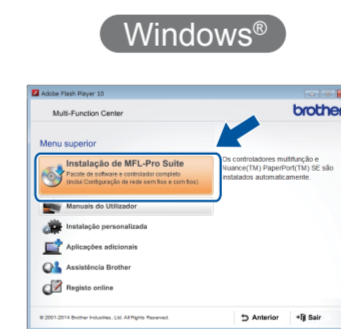 Windows®
Adobe Flash Player 10
Multi-Function Center
brother
Menu superior
Instalação de MFL-Pro Suite
Pacote de software e controlador completo
(inclui Configuração de rede sem fios e com fios)
Os controladores multifunção e
Nuance(TM) PaperPort(TM) SE são
instalados automaticamente.
Manuais do Utilizador
Instalação personalizada
Aplicações adicionais
Assistência Brother
Registo online
© 2001-2014 Brother Industries, Ltd. All Rights Reserved.
Anterior
Sair